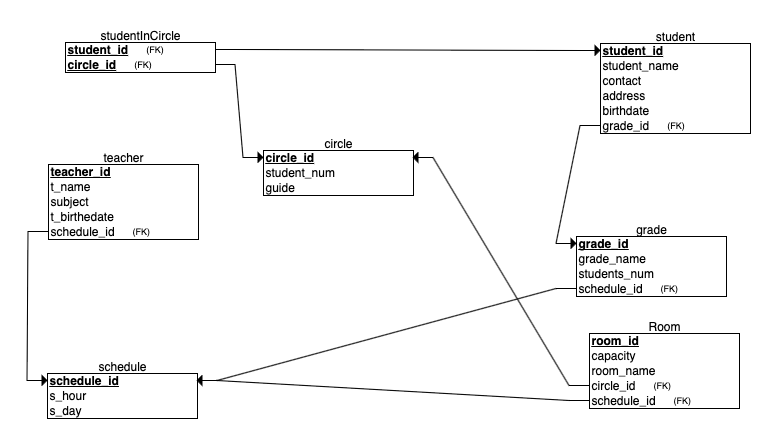 studentInCircle
student_id (FK)
circle_id (FK)
student
student_id
student_name
contact
address
birthdate
grade_id (FK)
circle
circle_id
student_num
guide
teacher
teacher_id
t_name
subject
t_birthedate
schedule_id (FK)
grade
grade_id
grade_name
students_num
schedule_id (FK)
Room
room_id
capacity
room_name
circle_id (FK)
schedule_id (FK)
schedule
schedule_id
s_hour
s_day